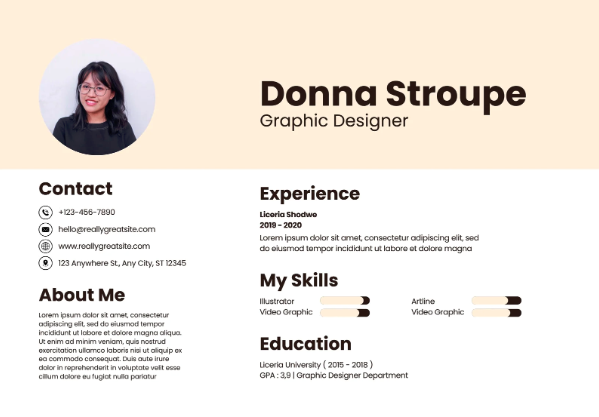 Donna Stroupe
Graphic Designer
Contact
+123-456-7890
hello@reallygreatsite.com
www.reallygreatsite.com
123 Anywhere St., Any City, ST 12345
About Me
Lorem ipsum dolor sit amet, consectetur
adipiscing elit, sed do eiusmod tempor
incididunt ut labore et dolore magna aliqua.
Ut enim ad minim veniam, quis nostrud
exercitation ullamco laboris nisi ut aliquip ex
ea commodo consequat. Duis aute irure
dolor in reprehenderit in voluptate velit esse
cillum dolore eu fugiat nulla pariatur
Experience
Liceria Shodwe
2019 - 2020
Lorem ipsum dolor sit amet, consectetur adipiscing elit, sed
do eiusmod tempor incididunt ut labore et dolore magna
My Skills
Illustrator
Artline
Video Graphic
Video Graphic
Education
Liceria University ( 2015 - 2018 )
GPA : 3,9 | Graphic Designer Department